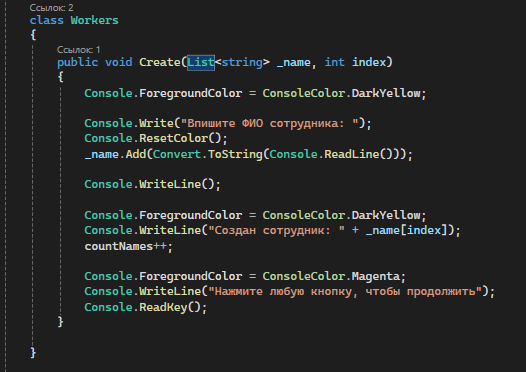 Ссылок: 2
class Workers
{
Ссылок: 1
public void Create(List<string> _name, int index)
{
Console.ForegroundColor = ConsoleColor.DarkYellow;
Console.Write("Впишите ФИО сотрудника: ");
Console.ResetColor();
_name.Add(Convert.ToString(Console.ReadLine()));
Console.WriteLine();
Console.ForegroundColor = ConsoleColor.DarkYellow;
Console.WriteLine("Создан сотрудник: " + _name[index]);
countNames++;
Console.ForegroundColor = ConsoleColor.Magenta;
Console.WriteLine("Нажмите любую кнопку, чтобы продолжить");
Console.ReadKey();
}
}